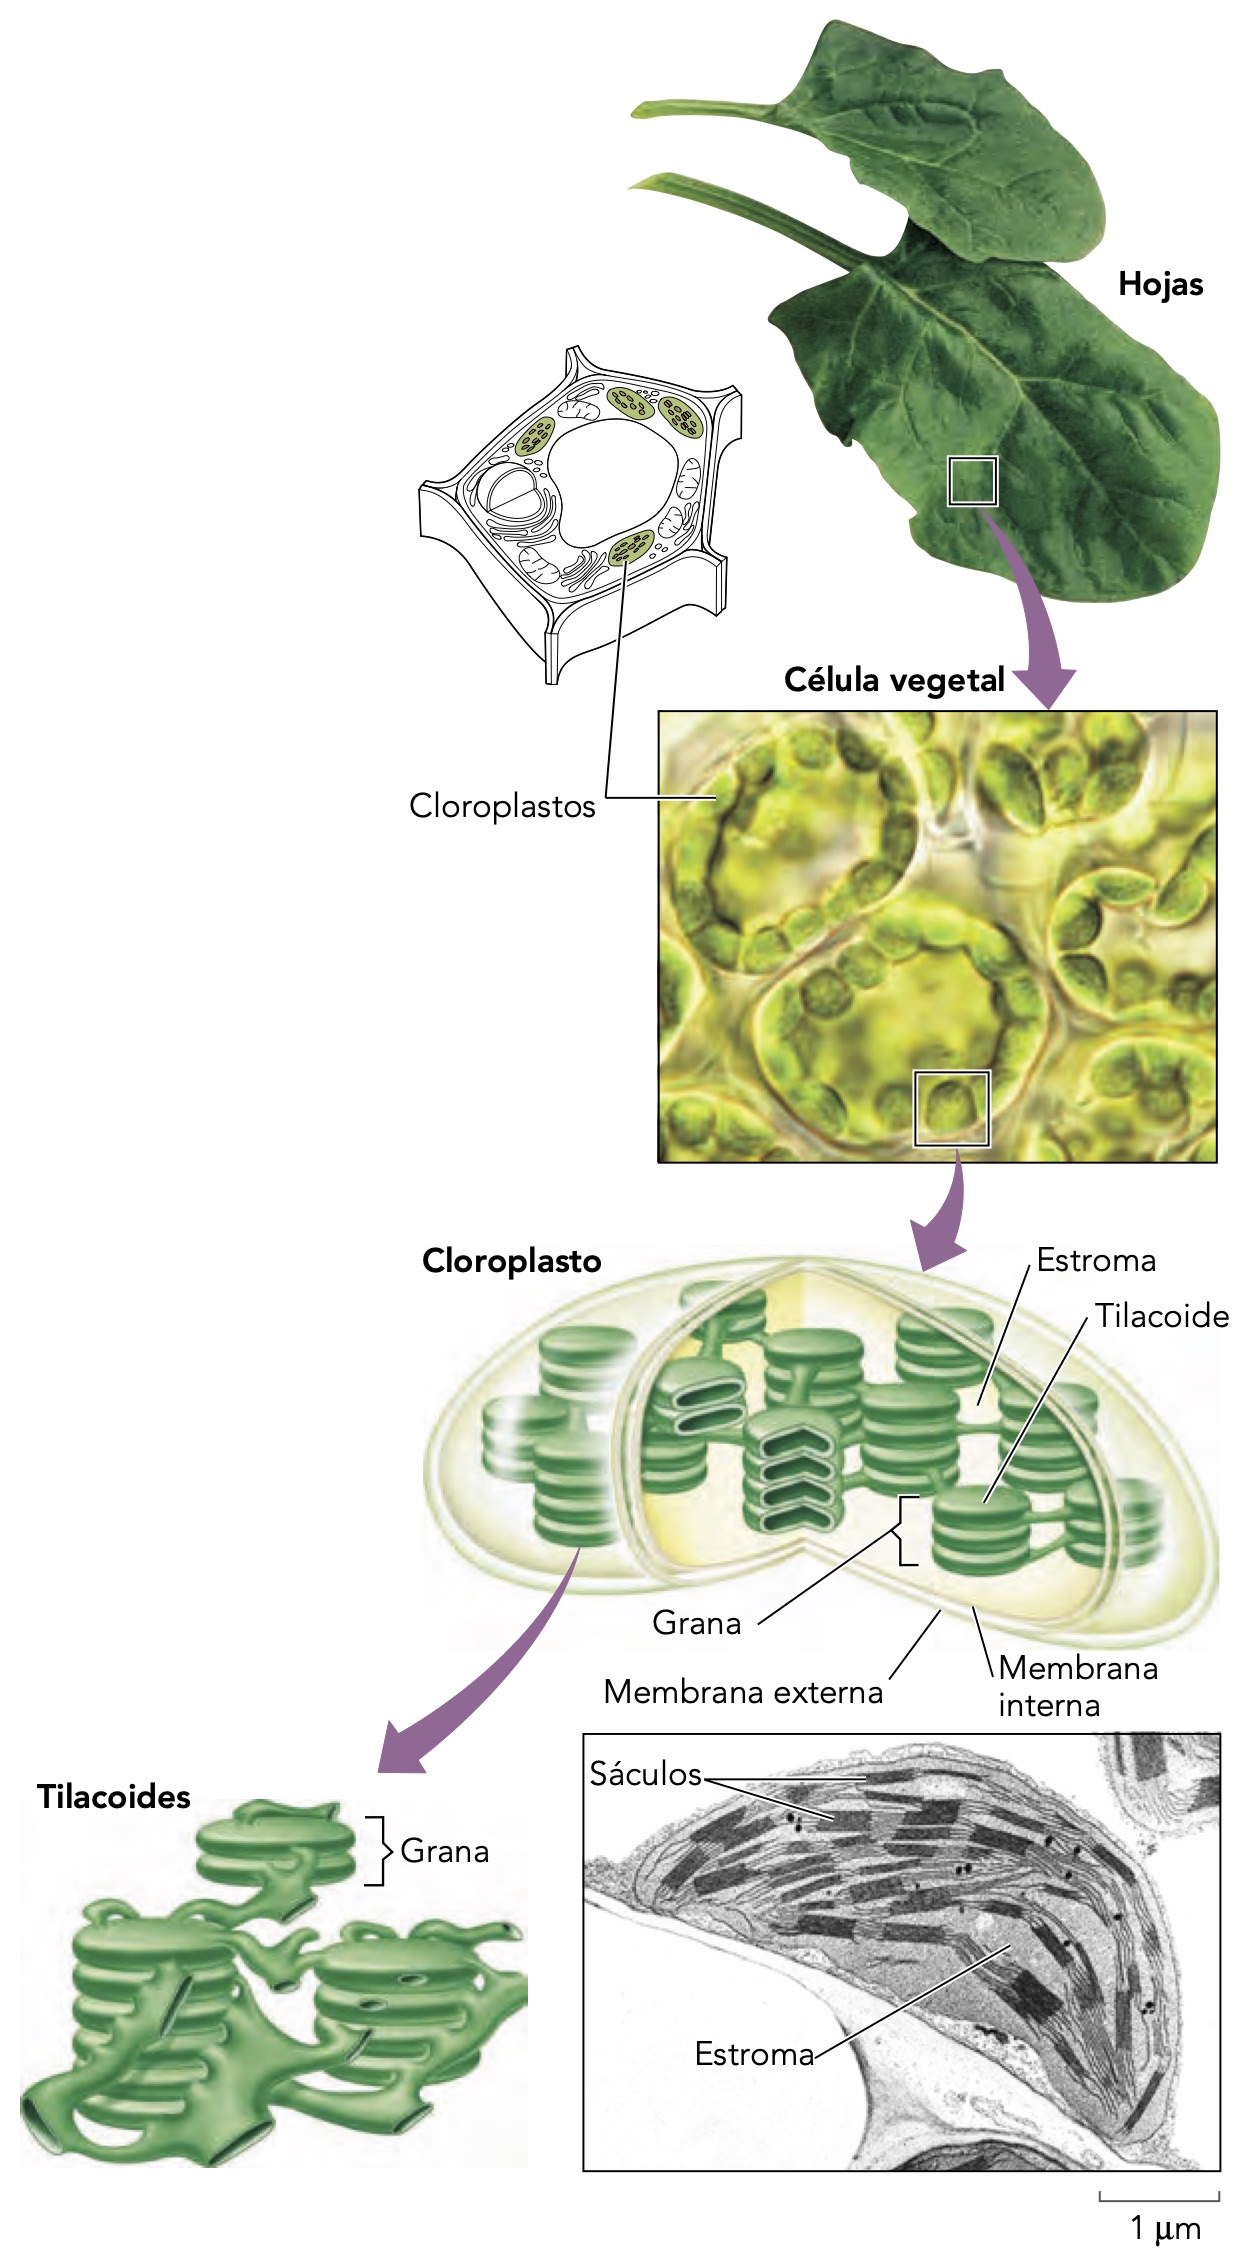 Hojas
Célula vegetal
Cloroplastos
Cloroplasto
Estroma
Tilacoide
Grana
Membrana externa
Membrana
interna
Sáculos
Tilacoides
Grana
Estroma
1 μm